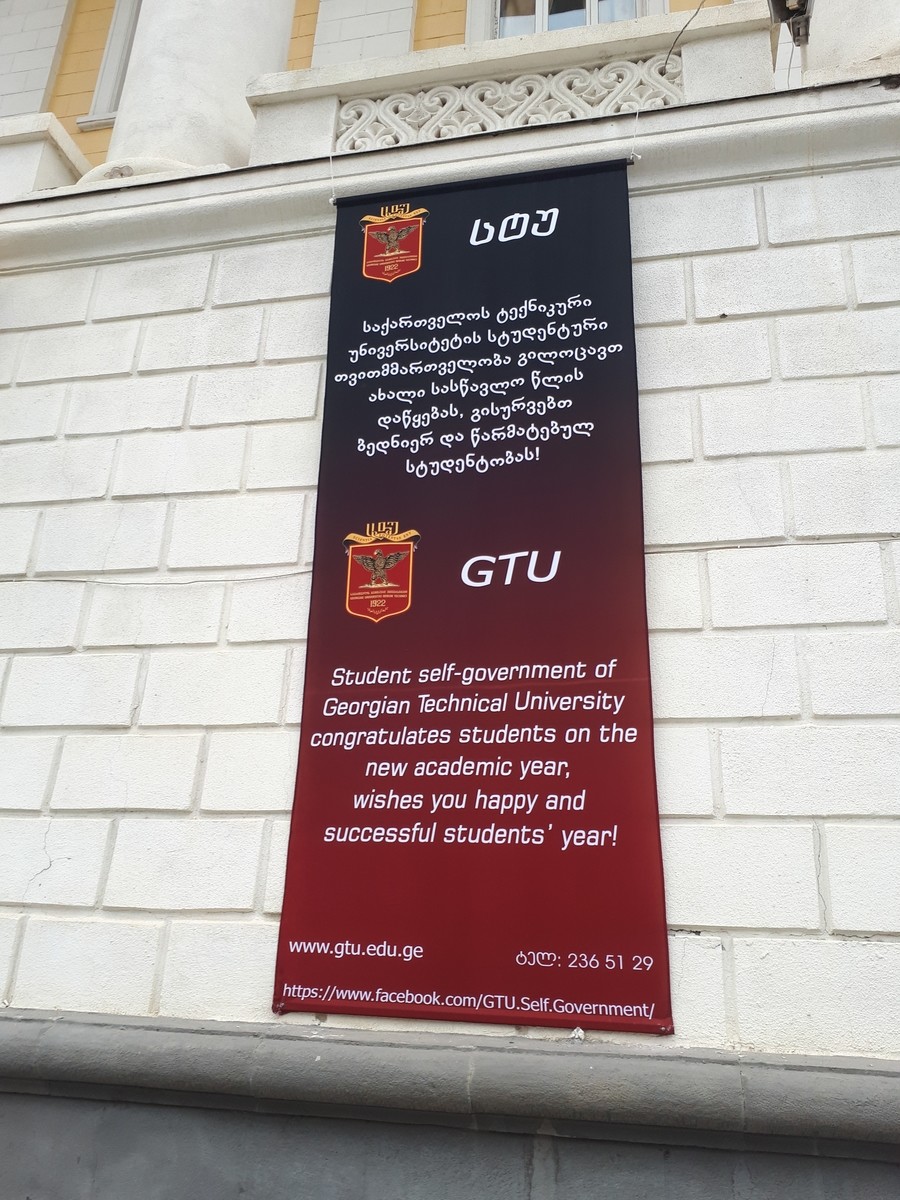 სტუ
1922
საქართველოს ტექნიკური
უნივერსიტეტის სტუდენტური
თვითმმართველობა გილოცავთ
ახალი სასწავლო წლის
დაწყებას, გისურვებთ
ბედნიერ და წარმატებულ
სტუდენტობას!
GTU
1922
Student self-government of
Georgian Technical University
congratulates students on the
new academic year,
wishes you happy and
successful students' year!
www.gtu.edu.ge
ტელ: 236 51 29
https://www.facebook.com/GTU.Self.Government/